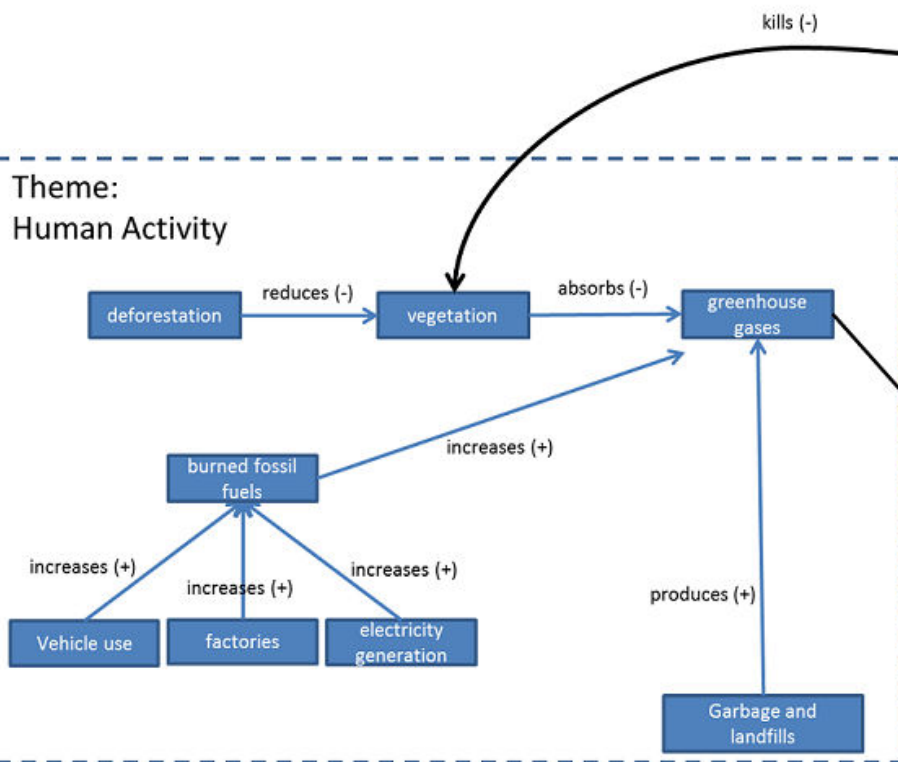 kills (-)
Theme:
Human Activity
deforestation
reduces (-)
vegetation
absorbs (-)
greenhouse
gases
increases (+)
burned fossil
fuels
increases (+)
increases (+)
increases (+)
Vehicle use
factories
electricity
generation
produces (+)
Garbage and
landfills